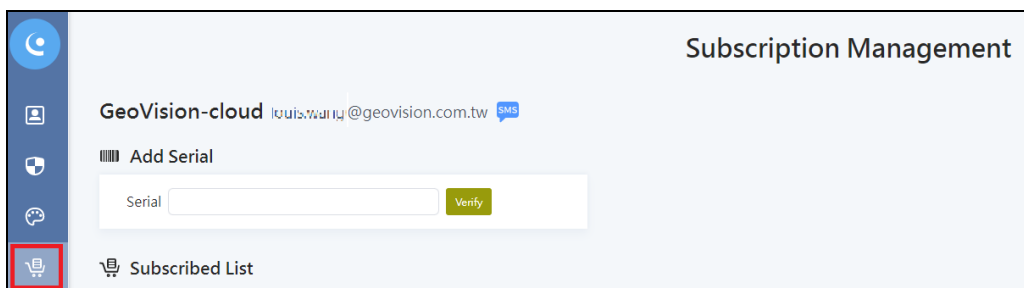 Subscription Management
GeoVision-cloud @geovision.com.tw SMS
Add Serial
Serial Verify
Subscribed List